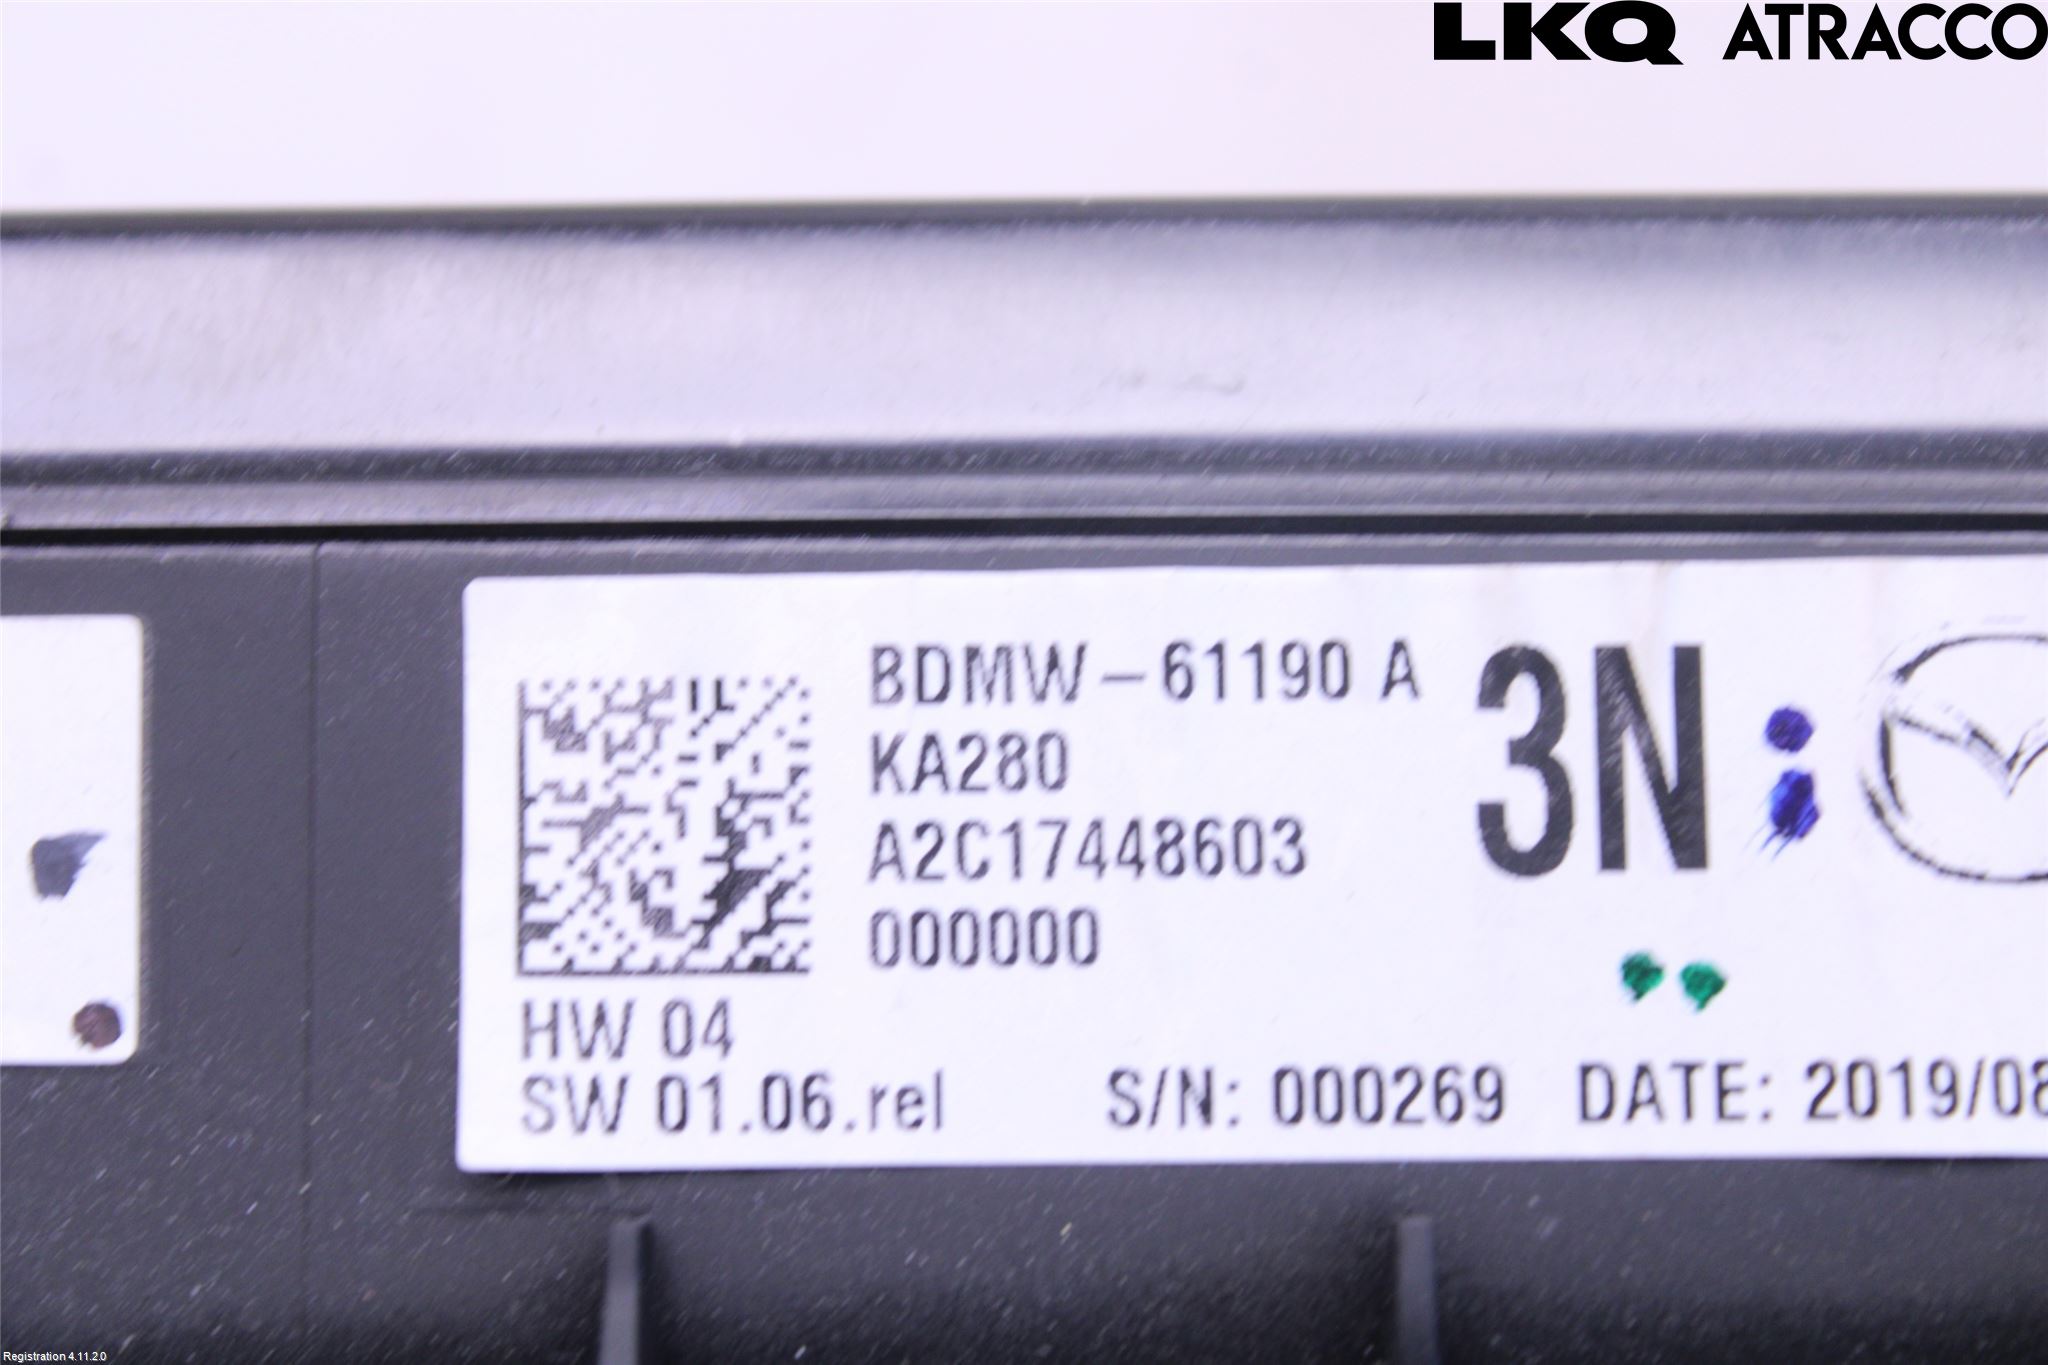 LKQ ATRACCO
BDMW-61190 A
KA280
A2C17448603
000000
3N
HW 04
SW 01.06.rel
S/N: 000269
DATE: 2019/08
Registration 4.11.2.0